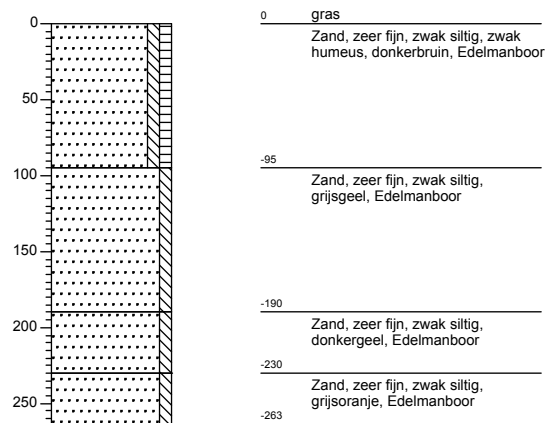 0
50
100
150
200
250
0 gras
Zand, zeer fijn, zwak siltig, zwak
humeus, donkerbruin, Edelmanboor
-95
Zand, zeer fijn, zwak siltig,
grijsgeel, Edelmanboor
-190
Zand, zeer fijn, zwak siltig,
donkergeel, Edelmanboor
-230
Zand, zeer fijn, zwak siltig,
grijsoranje, Edelmanboor
-263